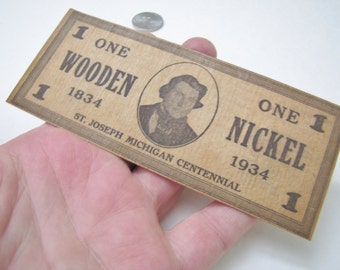 1 ONE
WOODEN
1834
1
ONE 1
NICKEL
1934
1
ST. JOSEPH MICHIGAN CENTENNIAL